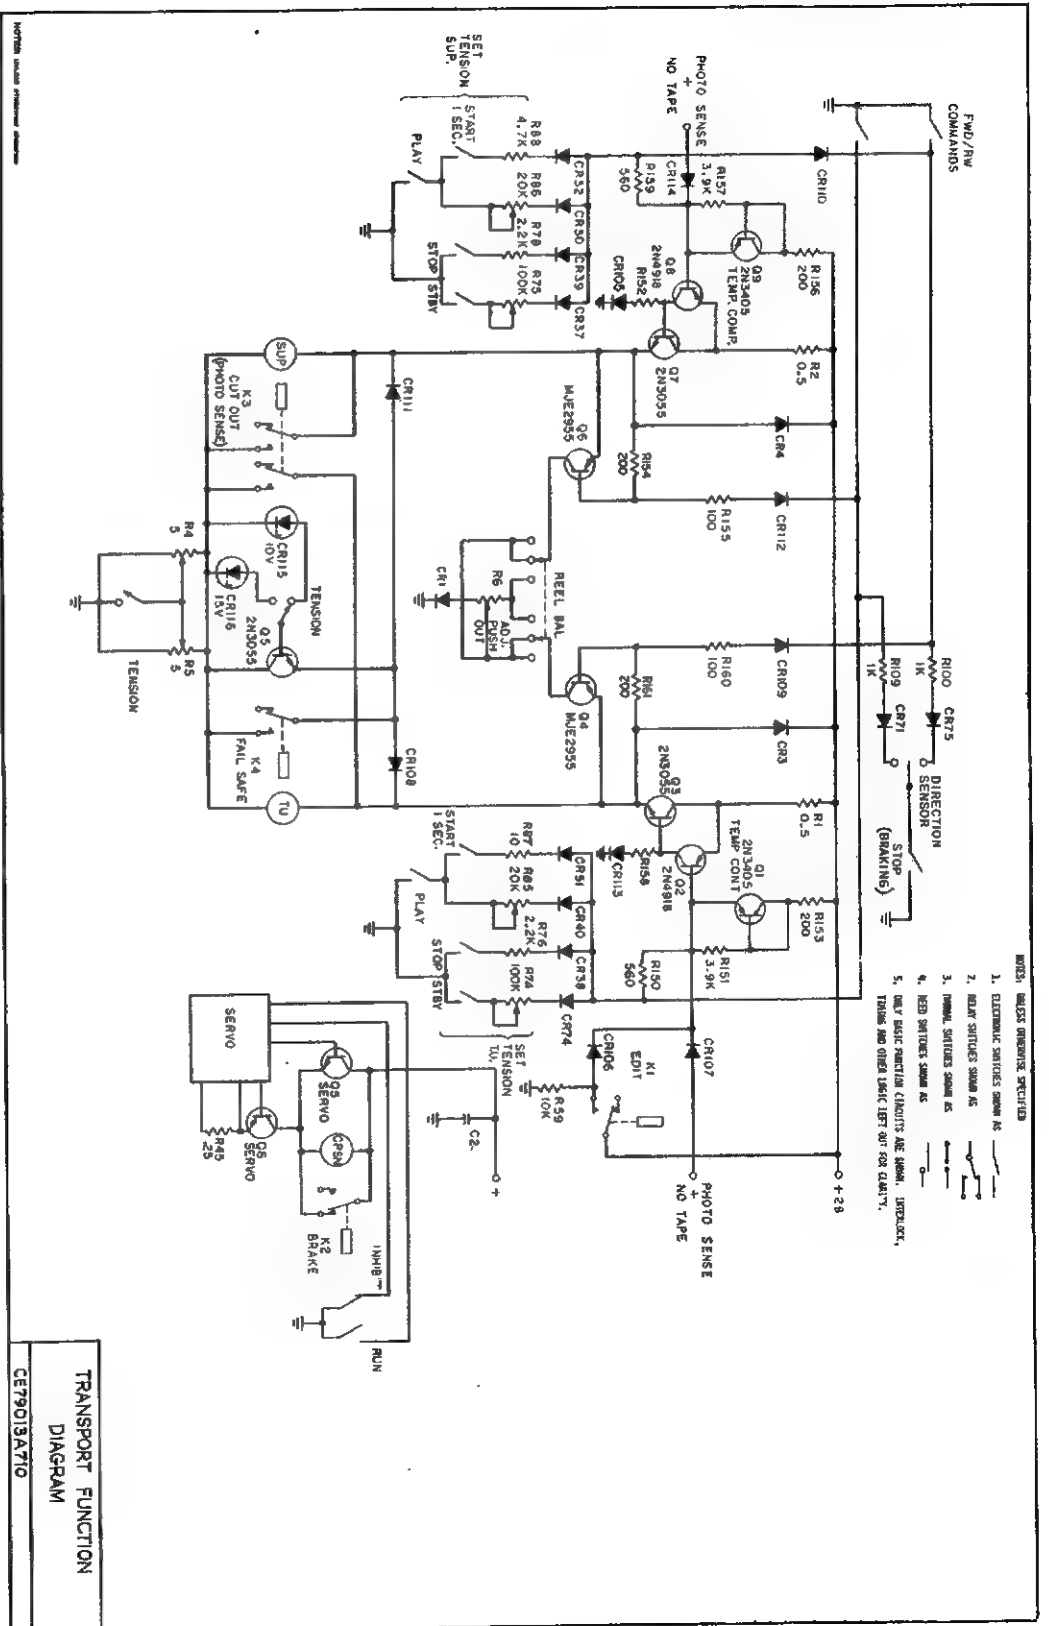 NOTES: UNLESS OTHERWISE SPECIFIED
1. ELECTRONIC SWITCHES SHOWN AS
2. RELAY SWITCHES SHOWN AS
3. MANUAL SWITCHES SHOWN AS
4. REED SWITCHES SHOWN AS
5. ONLY BASIC FUNCTION CIRCUITS ARE SHOWN. INTERLOCK,
TIMING AND OTHER LOGIC LEFT OUT FOR CLARITY.
FWD/RW
COMMANDS
CR110
R100
1K
CR75
R109
1K
CR71
DIRECTION
SENSOR
STOP
(BRAKING)
+28
PHOTO SENSE
+
NO TAPE
CR114
R157
3.9K
R159
560
Q9
2N3405
TEMP. COMP.
R156
200
Q8
2N4918
R152
CR105
Q7
2N3055
R2
0.5
CR4
CR112
R154
200
R155
100
Q6
MJE2955
CR109
R160
100
R161
200
CR3
Q4
MJE2955
Q3
2N3055
R1
0.5
Q1
2N3405
TEMP CONT
R153
200
Q2
2N4918
R158
CR113
R151
3.9K
R150
560
CR107
K1
EDIT
CR106
R59
10K
PHOTO SENSE
+
NO TAPE
SET
TENSION
SUP.
START
1 SEC.
PLAY
R88
4.7K
R86
20K
R78
2.2K
R75
100K
CR52
CR50
CR39
CR37
STOP
STBY
REEL BAL
R6
ADJ.
PUSH
OUT
CR1
CR111
CR108
SUP
K3
CUT OUT
(PHOTO SENSE)
CR115
10V
CR116
15V
TENSION
Q5
2N3055
R4
5
R5
5
TENSION
K4
FAIL SAFE
TU
START
1 SEC.
PLAY
R87
10
R85
20K
R76
2.2K
R74
100K
CR51
CR40
CR38
CR74
STOP
STBY
SET
TENSION
T.U.
C2
+
SERVO
Q5
SERVO
Q6
SERVO
R45
.25
CPSN
K2
BRAKE
INHIBIT
RUN
TRANSPORT FUNCTION
DIAGRAM
CE79013A710